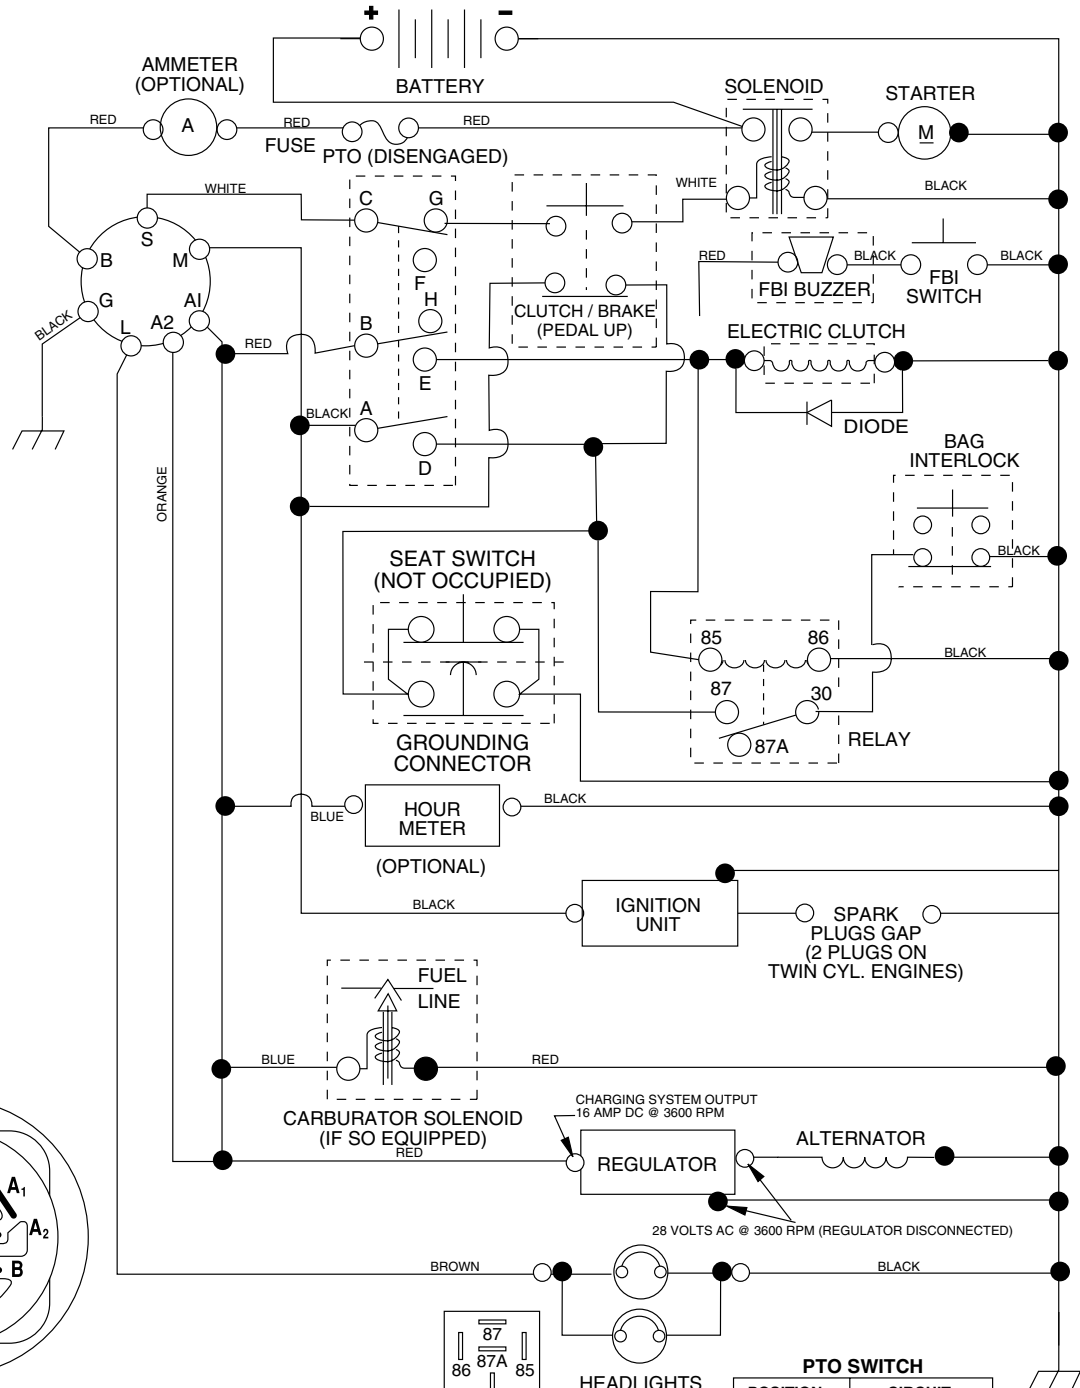 + -
BATTERY
AMMETER
(OPTIONAL)
SOLENOID
STARTER
RED
A
RED
FUSE
PTO (DISENGAGED)
RED
M
WHITE
C
G
WHITE
BLACK
S
B
M
G
AI
L
A2
BLACK
F
H
CLUTCH / BRAKE
(PEDAL UP)
RED
FBI BUZZER
BLACK
FBI
SWITCH
BLACK
RED
B
E
ELECTRIC CLUTCH
DIODE
BLACK
A
D
ORANGE
BAG
INTERLOCK
BLACK
SEAT SWITCH
(NOT OCCUPIED)
GROUNDING
CONNECTOR
85
86
BLACK
87
30
87A
RELAY
BLUE
HOUR
METER
BLACK
(OPTIONAL)
BLACK
IGNITION
UNIT
SPARK
PLUGS GAP
(2 PLUGS ON
TWIN CYL. ENGINES)
FUEL
LINE
BLUE
RED
CARBURATOR SOLENOID
(IF SO EQUIPPED)
CHARGING SYSTEM OUTPUT
16 AMP DC @ 3600 RPM
RED
REGULATOR
ALTERNATOR
28 VOLTS AC @ 3600 RPM (REGULATOR DISCONNECTED)
A1
A2
B
BROWN
BLACK
87
86
87A
85
HEADLIGHTS
PTO SWITCH
POSITION
CIRCUIT